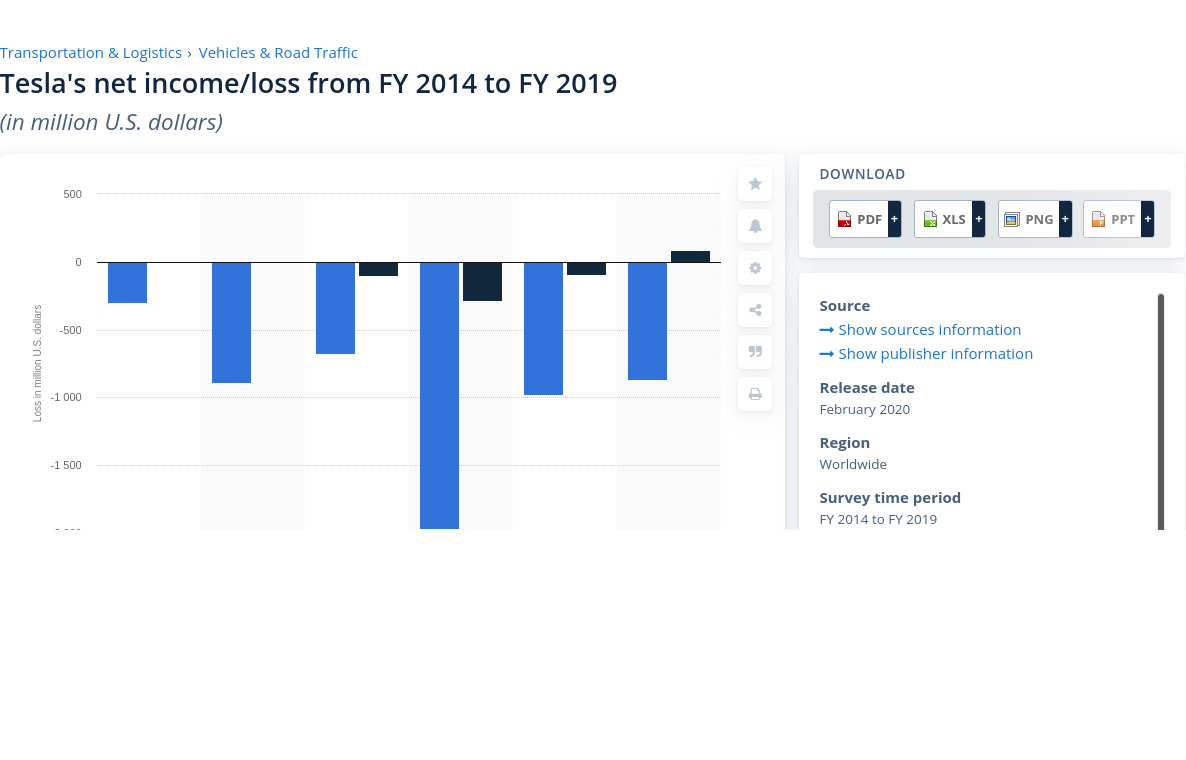 Transportation & Logistics › Vehicles & Road Traffic
Tesla's net income/loss from FY 2014 to FY 2019
(in million U.S. dollars)
500
0
-500
-1 000
-1 500
Loss in million U.S. dollars
DOWNLOAD
PDF +
XLS +
PNG +
PPT +
Source
Show sources information
Show publisher information
Release date
February 2020
Region
Worldwide
Survey time period
FY 2014 to FY 2019